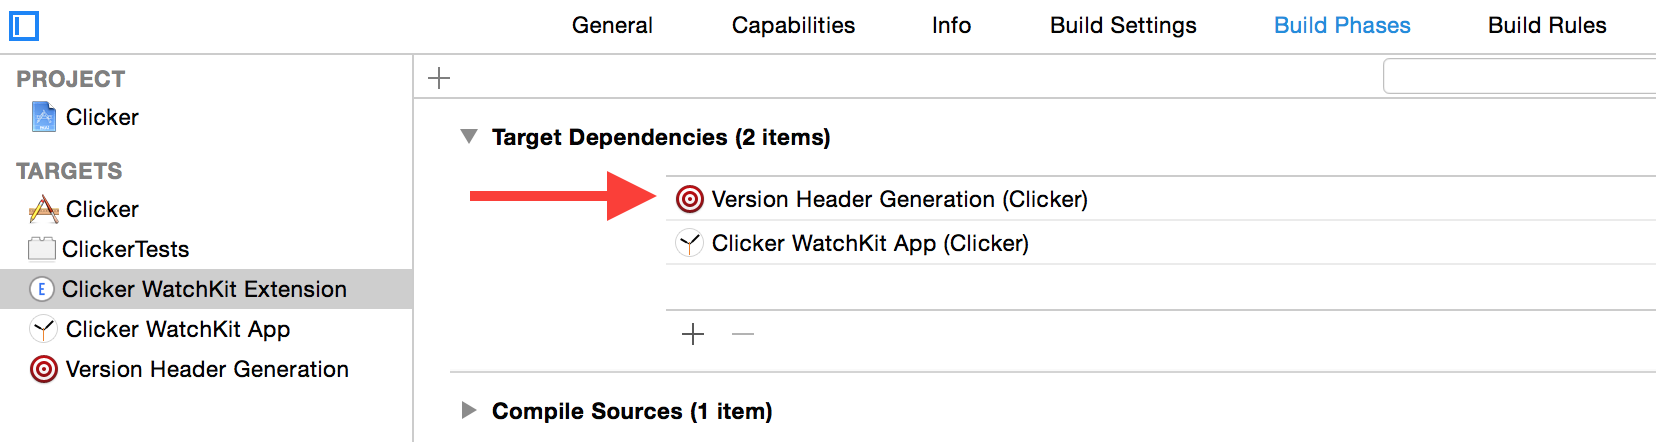 General Capabilities Info Build Settings Build Phases Build Rules
PROJECT
Clicker
TARGETS
Clicker
ClickerTests
E Clicker WatchKit Extension
Clicker WatchKit App
Version Header Generation
Target Dependencies (2 items)
Version Header Generation (Clicker)
Clicker WatchKit App (Clicker)
Compile Sources (1 item)